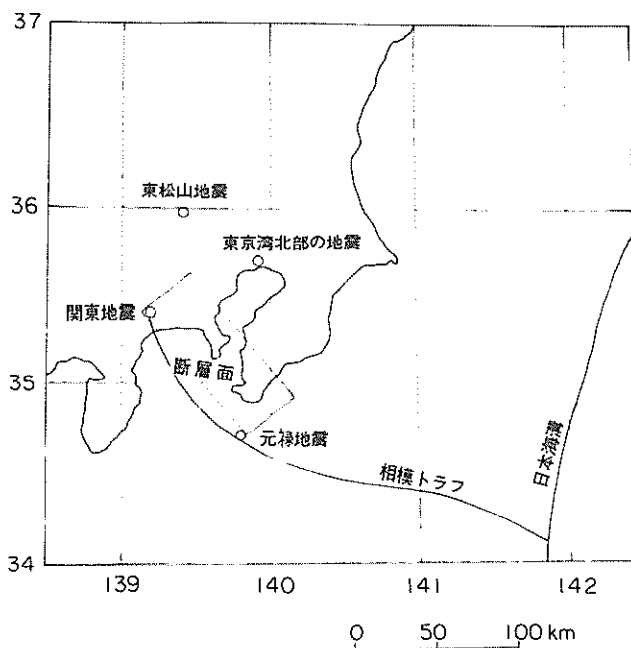 37
東松山地震
36
東京湾北部の地震
関東地震
断層面
35
元禄地震
相模トラフ
日本海溝
34
139
140
141
142
0 50 100 km